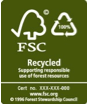 100%
FSC
Recycled
Supporting responsible
use of forest resources
Cert no. XXX-XXX-000
www.fsc.org
© 1996 Forest Stewardship Council